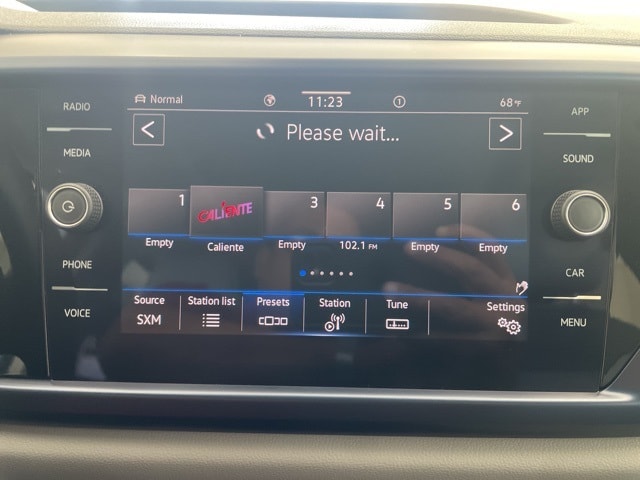 RADIO
MEDIA
PHONE
VOICE
Normal 11:23 1 68°F
< Please wait... >
1 CALIENTE 3 4 5 6
Empty Caliente Empty 102.1 FM Empty Empty
Source Station list Presets Station Tune Settings
SXM
APP
SOUND
CAR
MENU